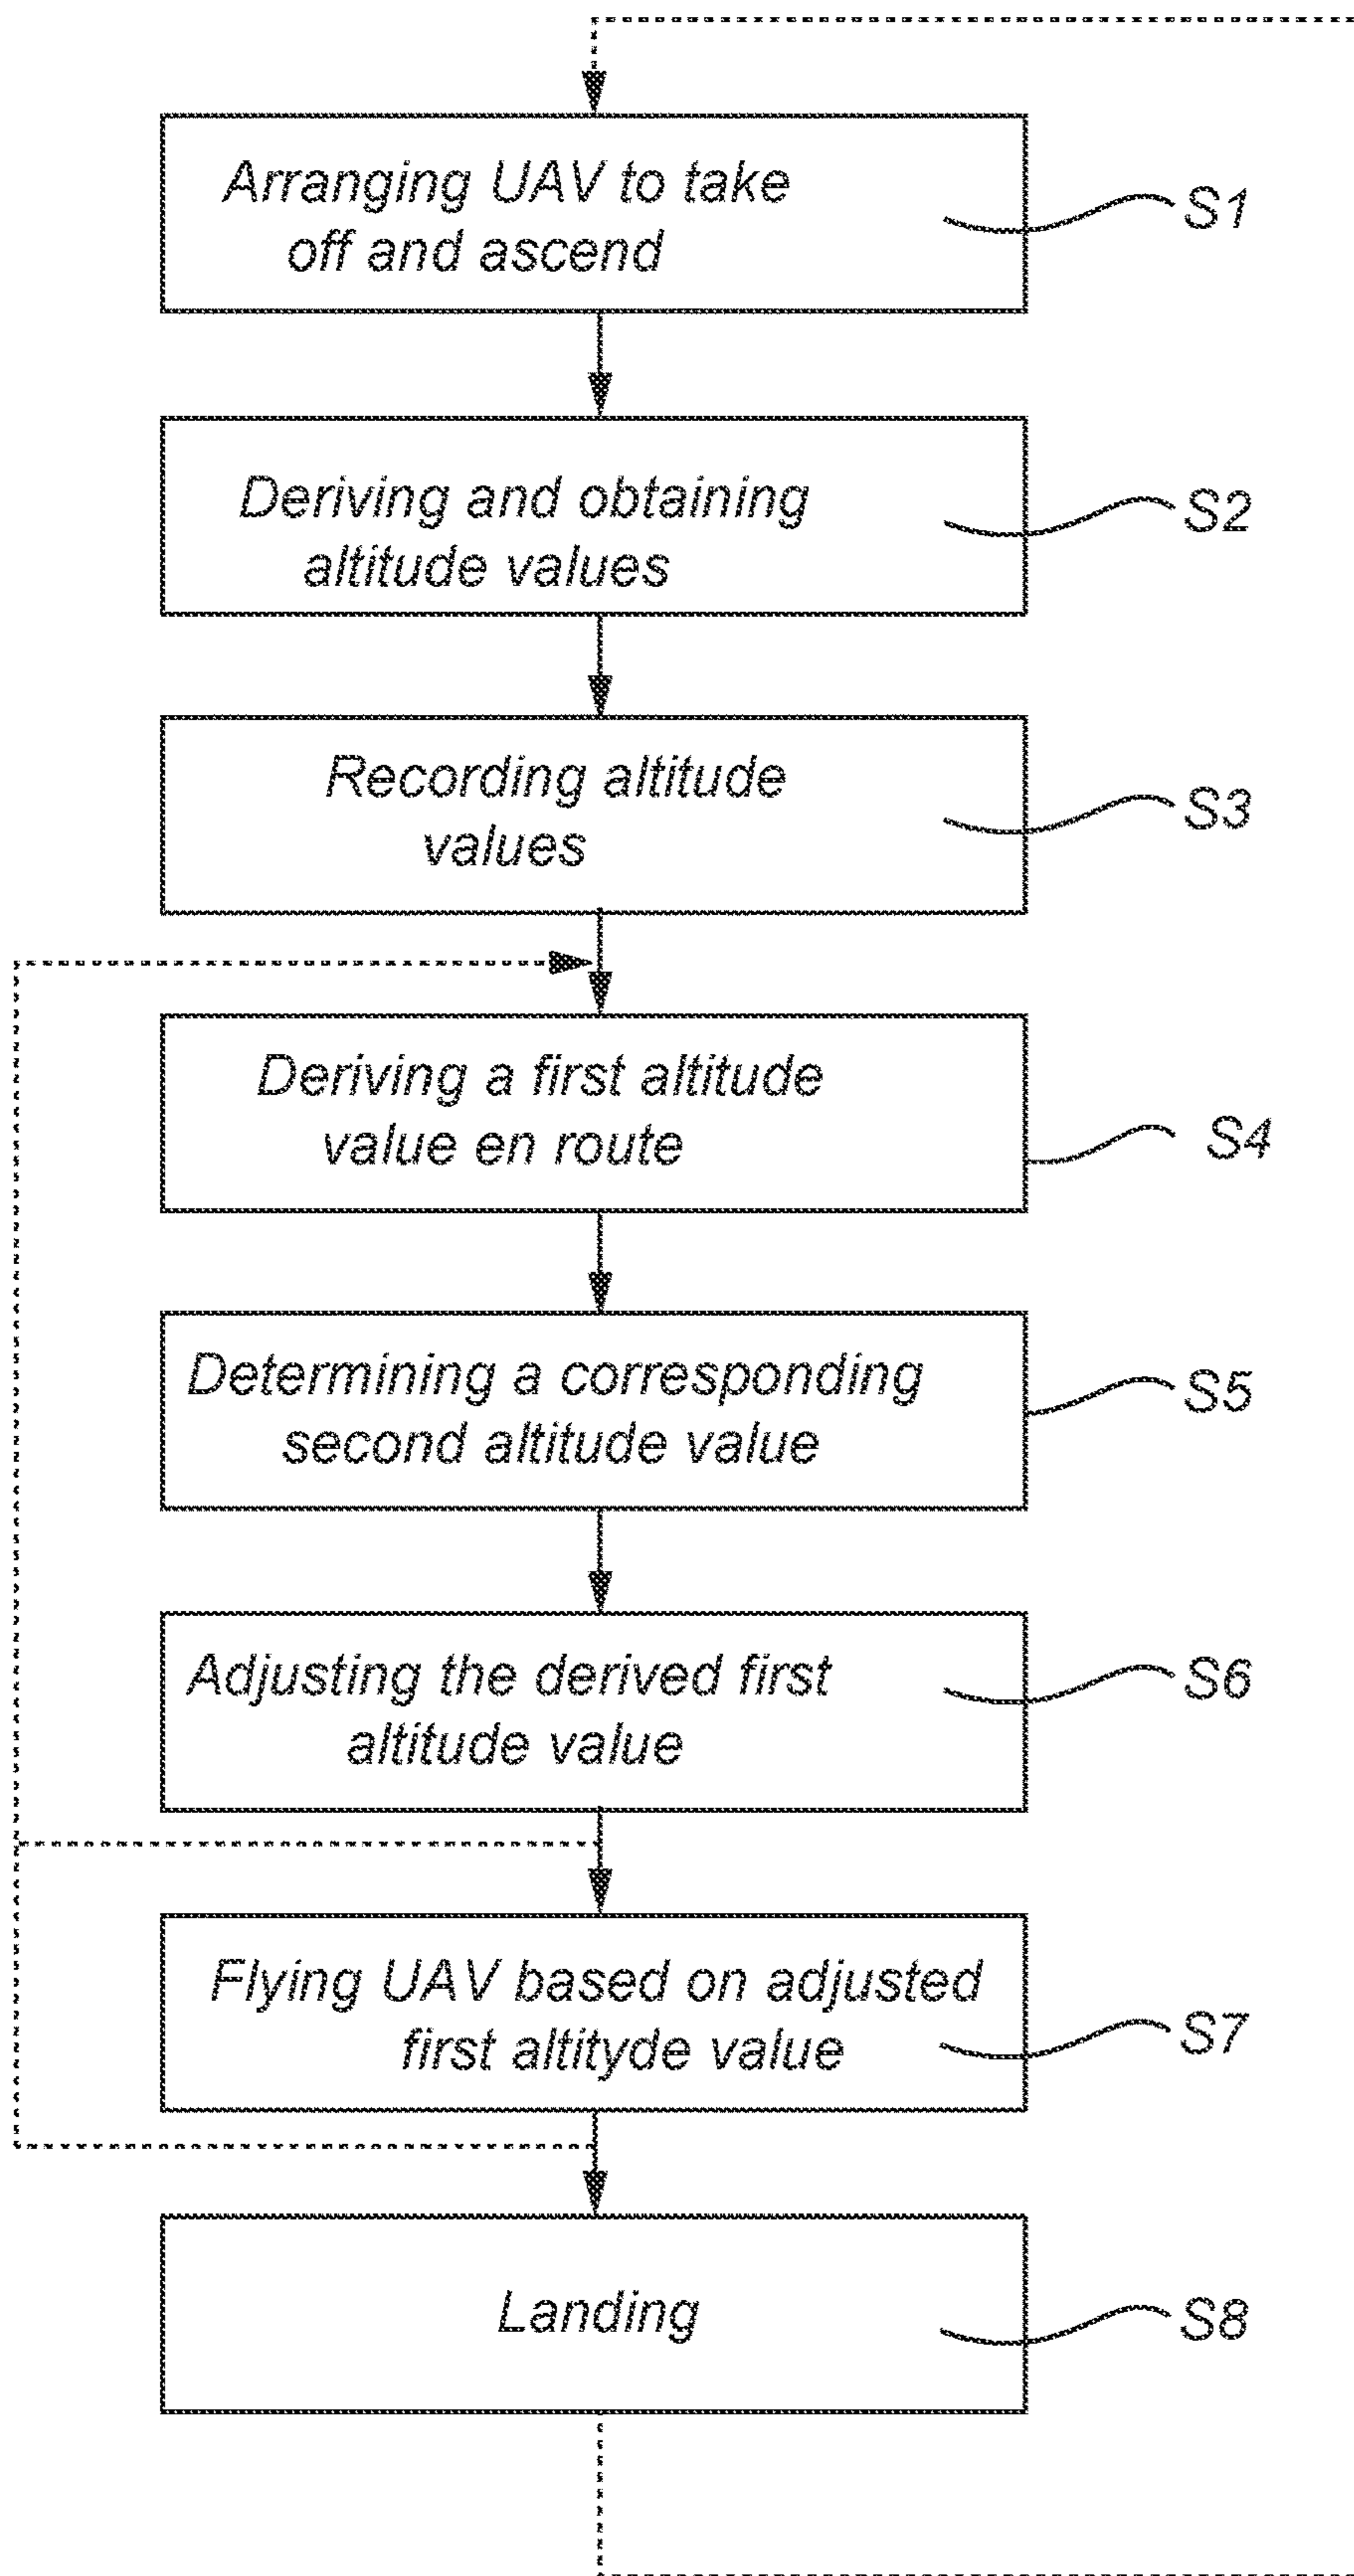 Arranging UAV to take
off and ascend
S1
Deriving and obtaining
altitude values
S2
Recording altitude
values
S3
Deriving a first altitude
value en route
S4
Determining a corresponding
second altitude value
S5
Adjusting the derived first
altitude value
S6
Flying UAV based on adjusted
first altityde value
S7
Landing
S8